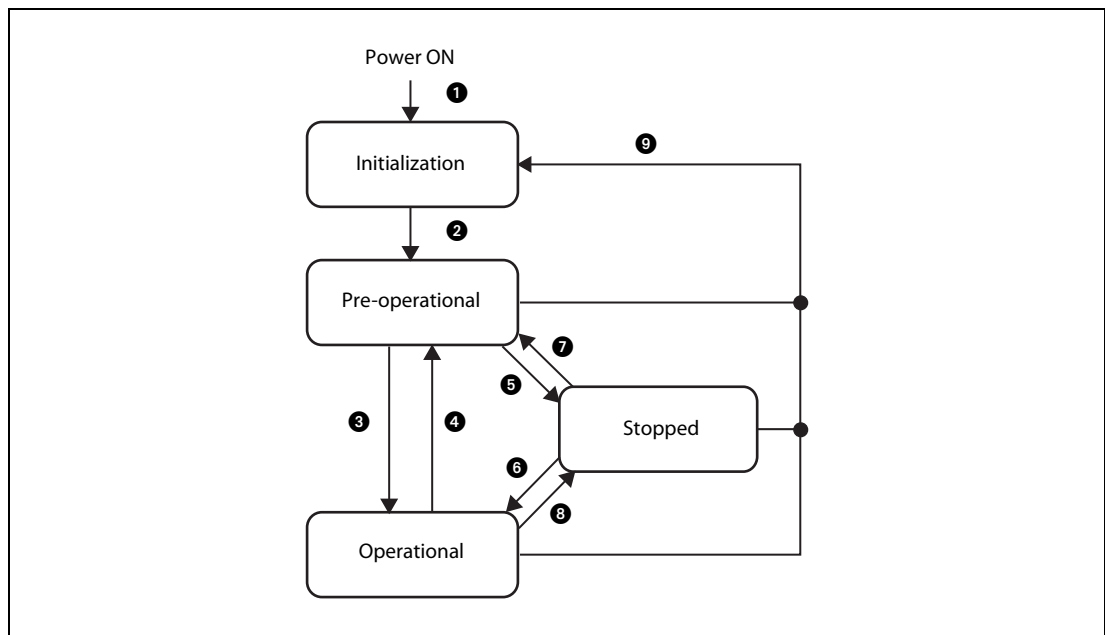 Power ON
❶
Initialization
❾
❷
Pre-operational
❼
❺
❸
❹
Stopped
❻
❽
Operational